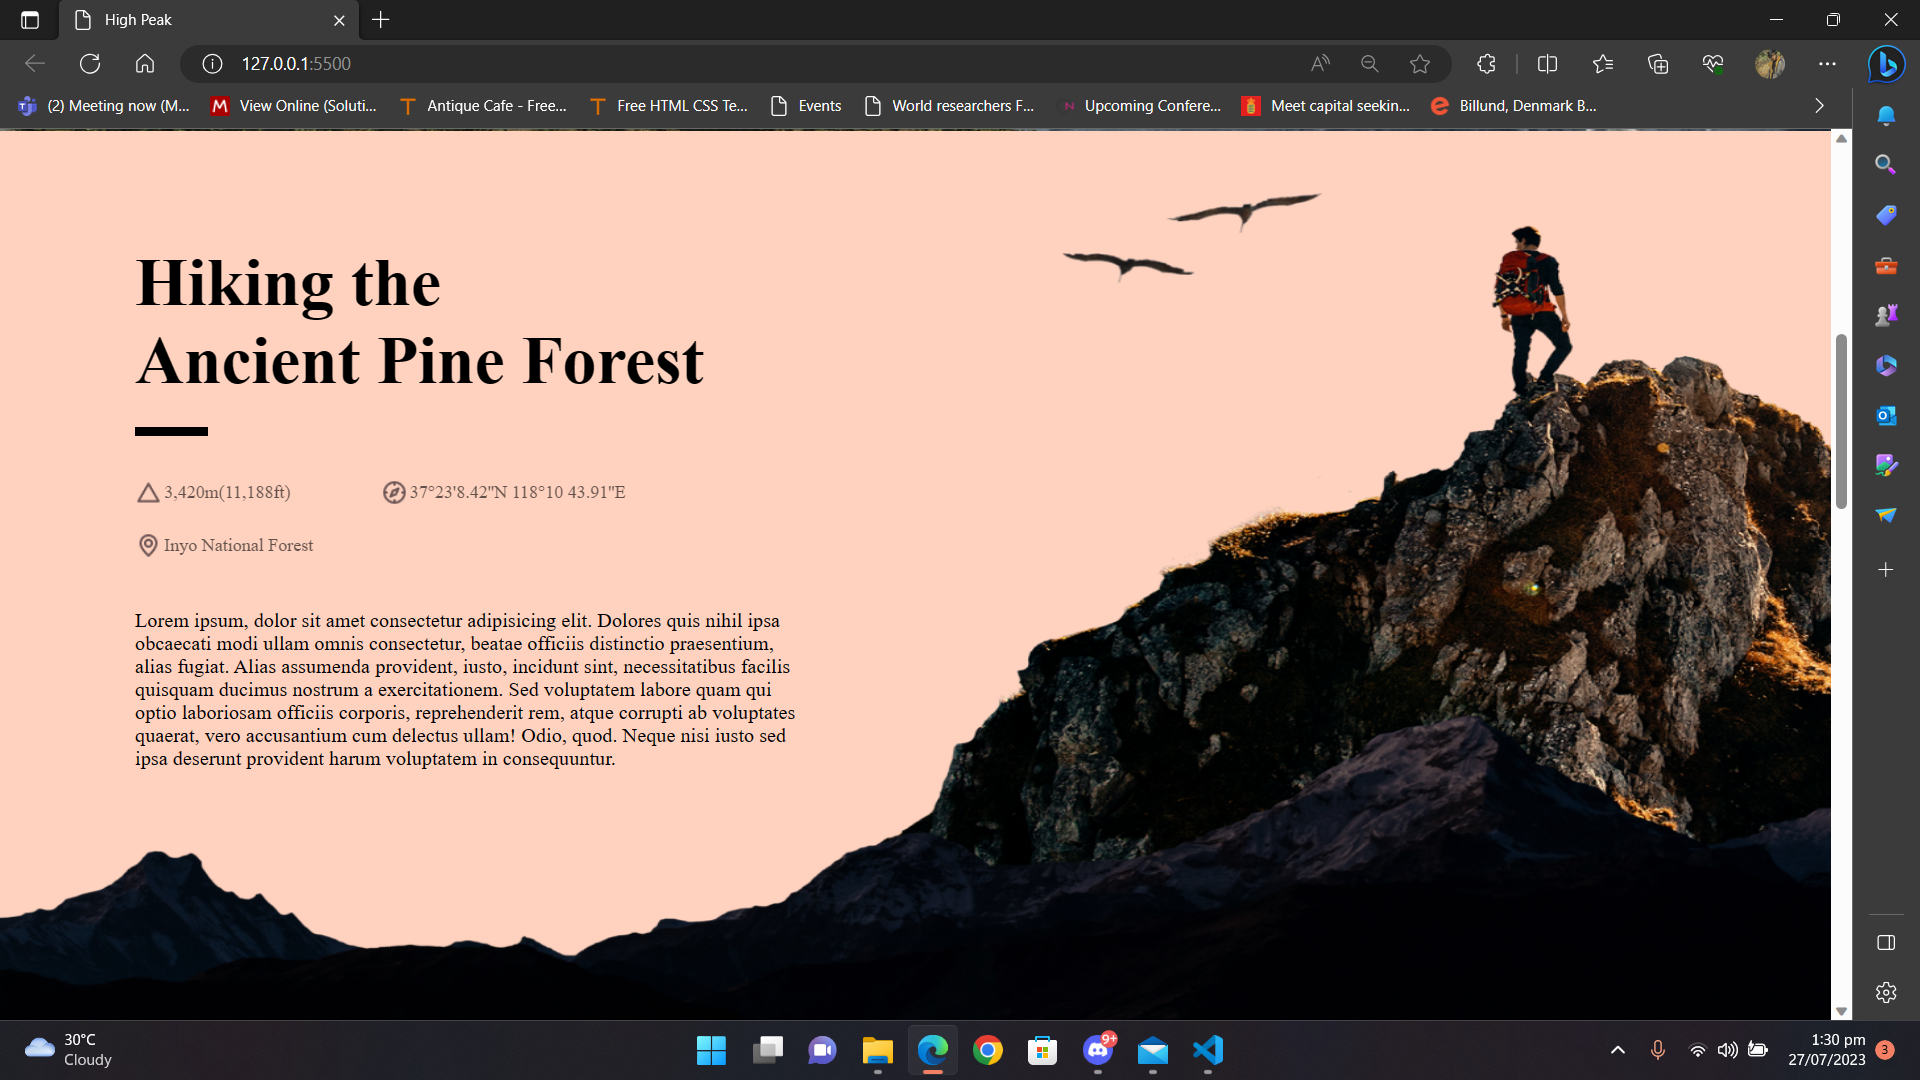 High Peak
127.0.0.1:5500
(2) Meeting now (M...
View Online (Soluti...
Antique Cafe - Free...
Free HTML CSS Te...
Events
World researchers F...
Upcoming Confere...
Meet capital seekin...
Billund, Denmark B...
Hiking the
Ancient Pine Forest
3,420m(11,188ft)
37°23'8.42"N 118°10 43.91"E
Inyo National Forest
Lorem ipsum, dolor sit amet consectetur adipisicing elit. Dolores quis nihil ipsa
obcaecati modi ullam omnis consectetur, beatae officiis distinctio praesentium,
alias fugiat. Alias assumenda provident, iusto, incidunt sint, necessitatibus facilis
quisquam ducimus nostrum a exercitationem. Sed voluptatem labore quam qui
optio laboriosam officiis corporis, reprehenderit rem, atque corrupti ab voluptates
quaerat, vero accusantium cum delectus ullam! Odio, quod. Neque nisi iusto sed
ipsa deserunt provident harum voluptatem in consequuntur.
30°C
Cloudy
9+
1:30 pm
27/07/2023
3